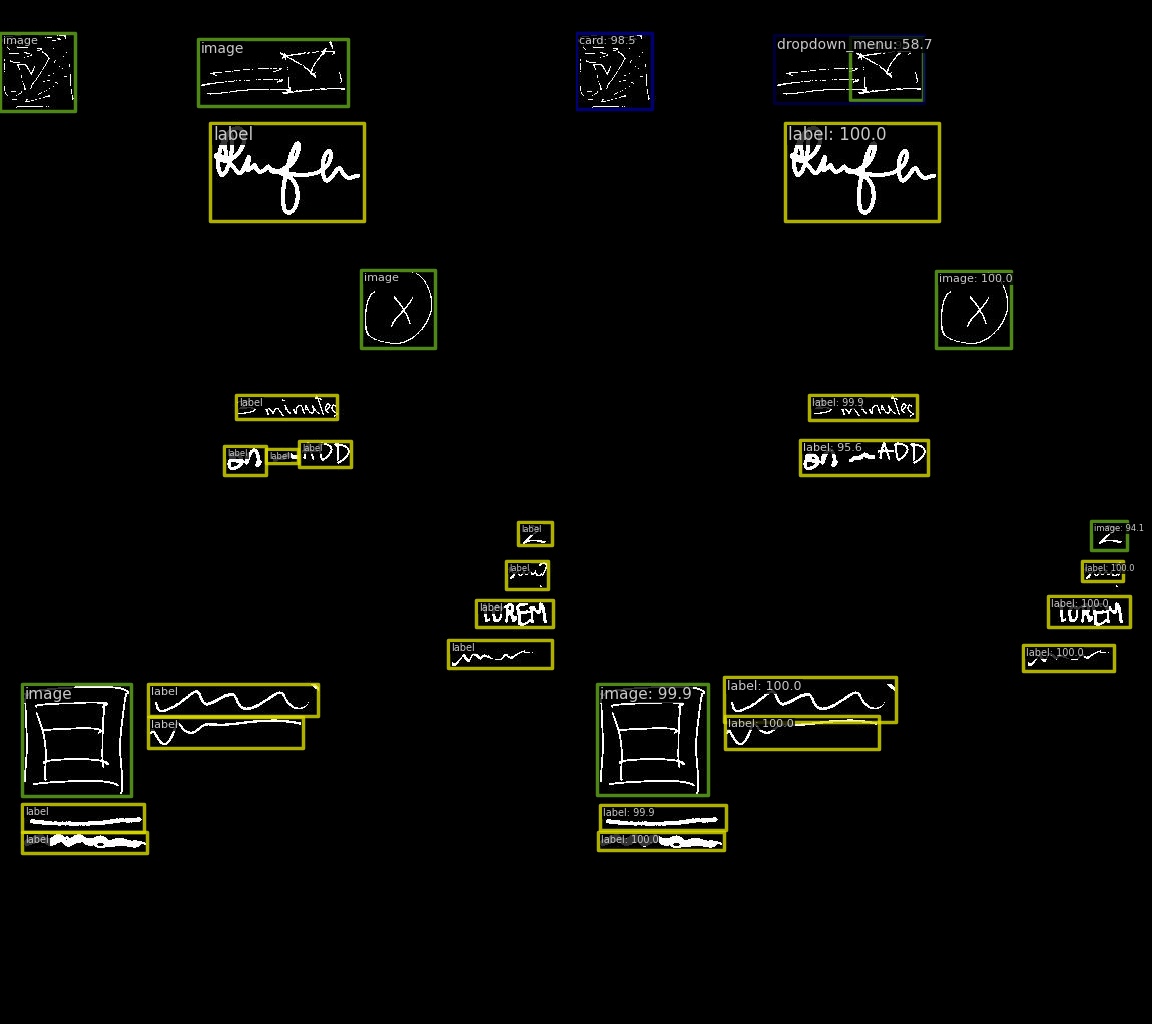 image
image
card: 98.5
dropdown_menu: 58.7
label
label: 100.0
image
image: 100.0
X
X
label
label: 99.9
minutes
minutes
label
label
label
label: 95.6
on
ADD
on
ADD
label
image: 94.1
label
label: 100.0
label
label: 100.0
LOREM
LOREM
label
label: 100.0
image
label
image: 99.9
label: 100.0
label
label: 100.0
label
label: 99.9
label
label: 100.0